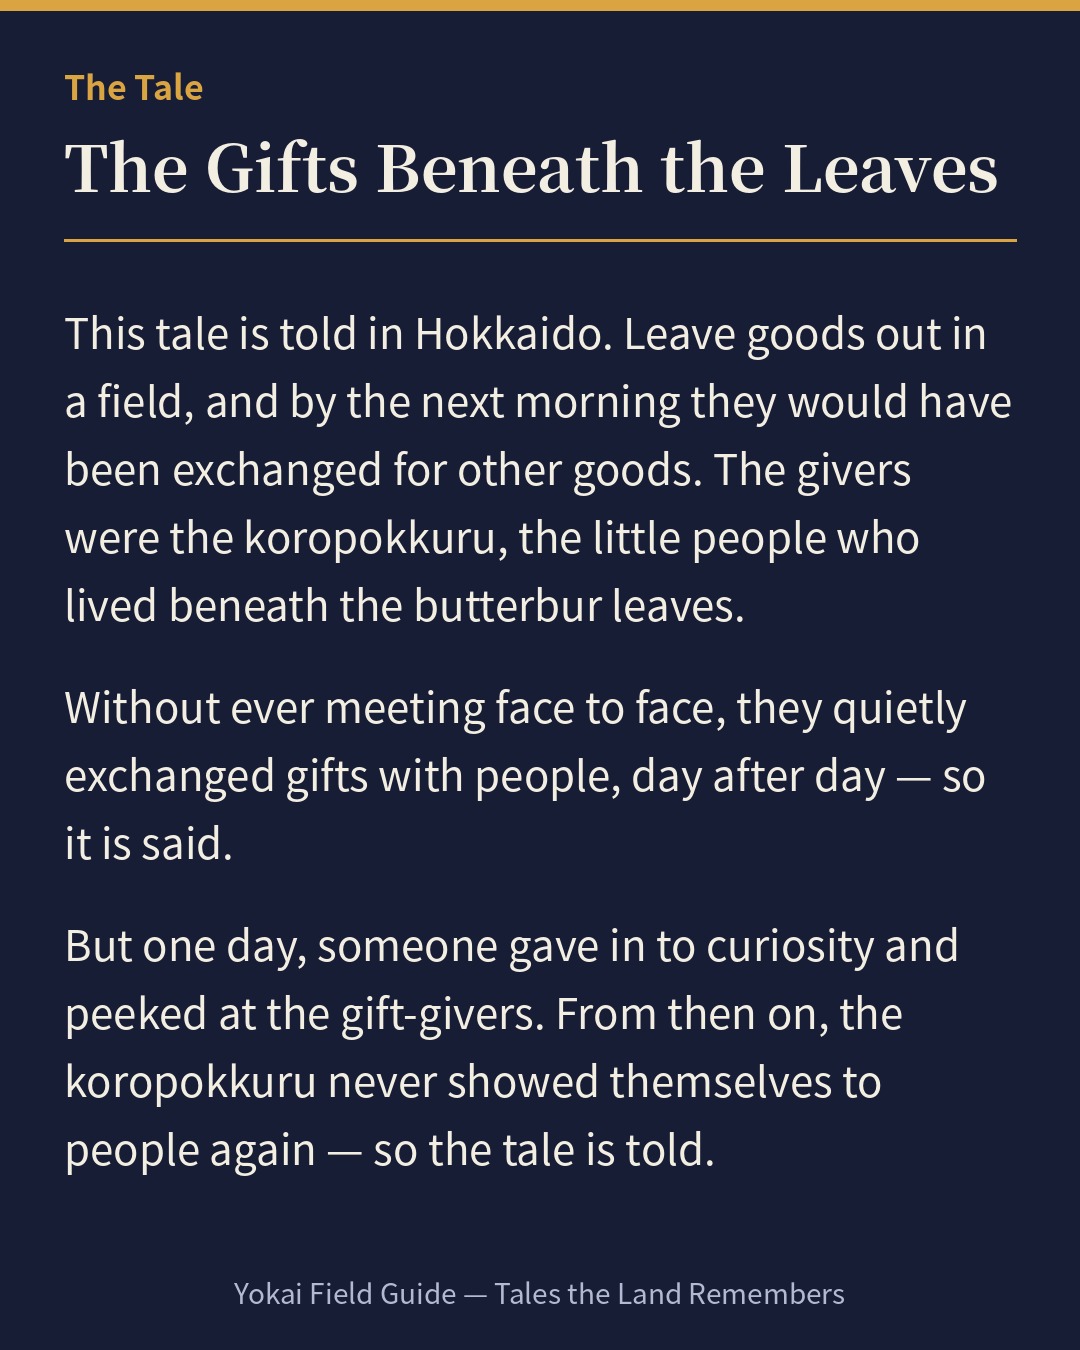 The Tale
The Gifts Beneath the Leaves
This tale is told in Hokkaido. Leave goods out in
a field, and by the next morning they would have
been exchanged for other goods. The givers
were the koropokkuru, the little people who
lived beneath the butterbur leaves.
Without ever meeting face to face, they quietly
exchanged gifts with people, day after day — so
it is said.
But one day, someone gave in to curiosity and
peeked at the gift-givers. From then on, the
koropokkuru never showed themselves to
people again — so the tale is told.
Yokai Field Guide — Tales the Land Remembers